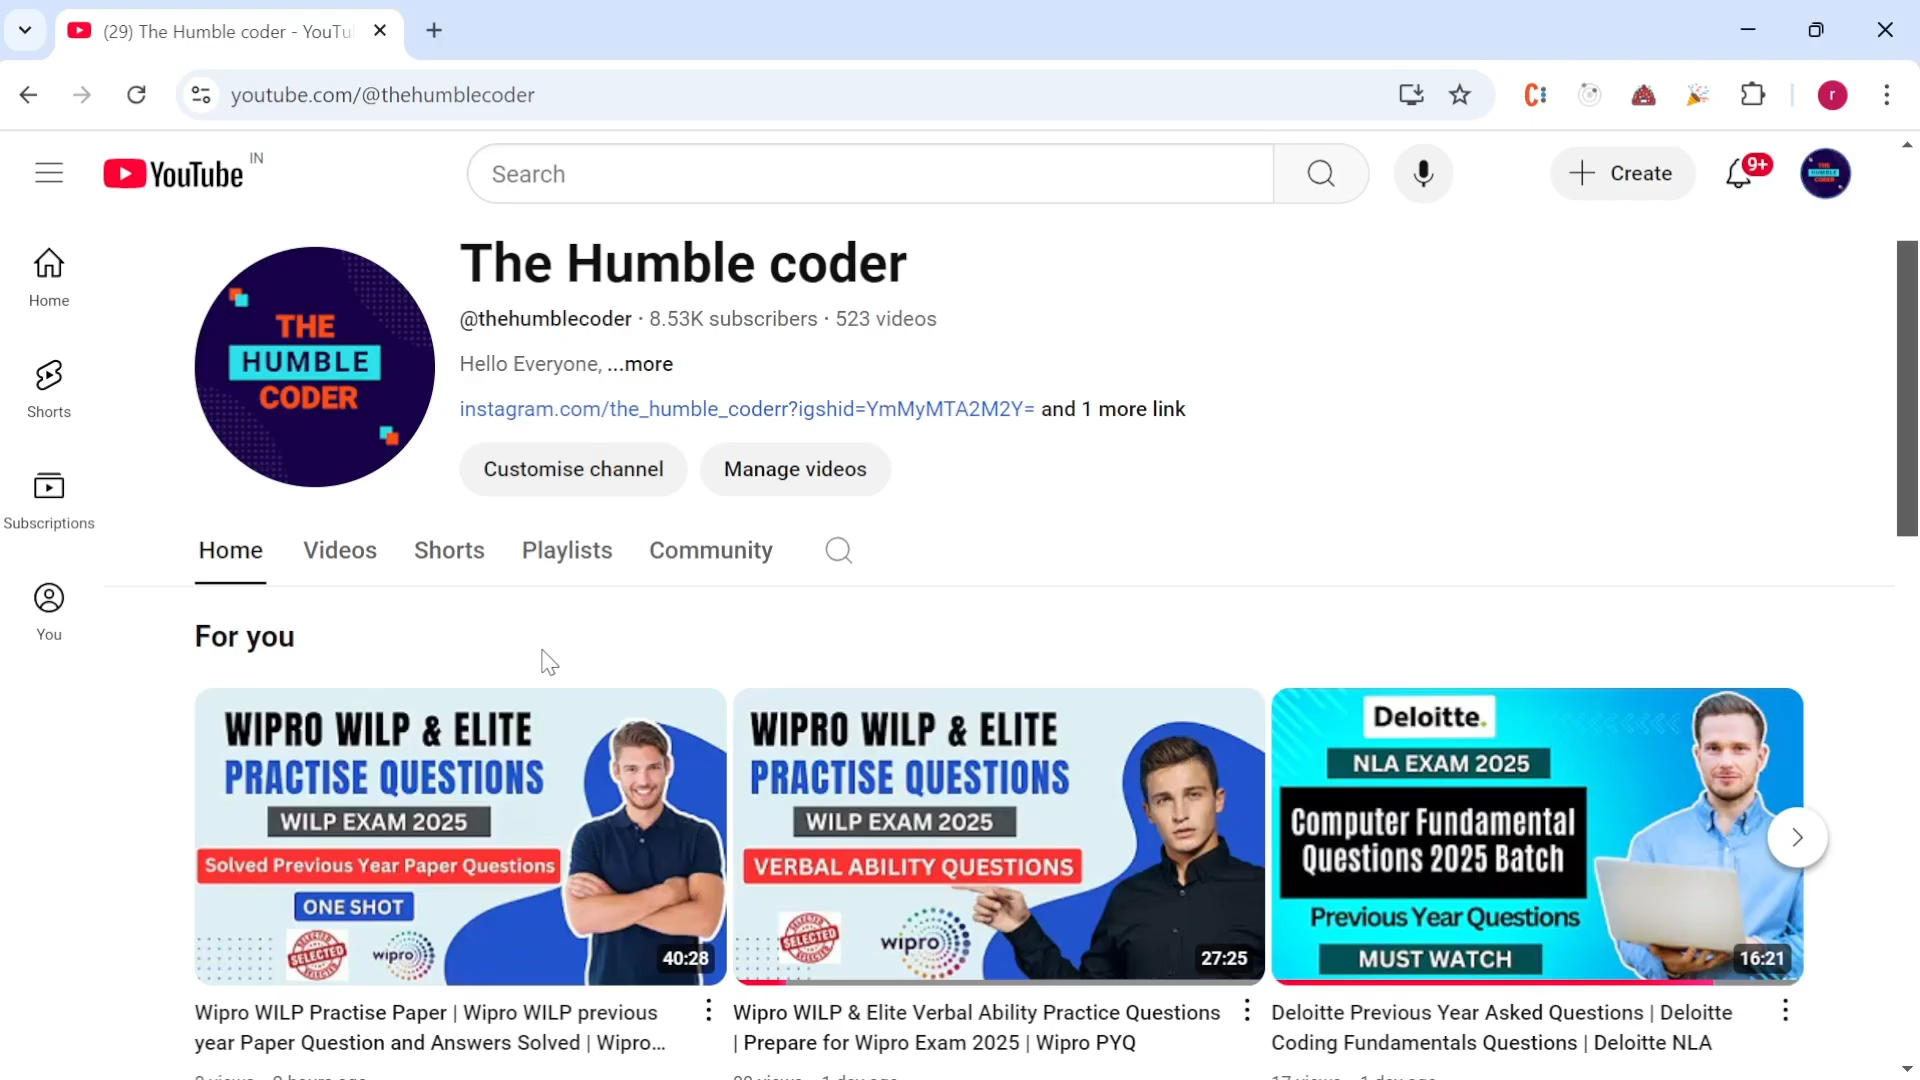 (29) The Humble coder - YouTu
youtube.com/@thehumblecoder
r
YouTube IN
Search
Create
9+
THE
HUMBLE
CODER
Home
Shorts
Subscriptions
You
THE
HUMBLE
CODER
The Humble coder
@thehumblecoder · 8.53K subscribers · 523 videos
Hello Everyone, ...more
instagram.com/the_humble_coderr?igshid=YmMyMTA2M2Y= and 1 more link
Customise channel
Manage videos
Home Videos Shorts Playlists Community
For you
WIPRO WILP & ELITE
PRACTISE QUESTIONS
WILP EXAM 2025
Solved Previous Year Paper Questions
ONE SHOT
SELECTED
wipro
40:28
Wipro WILP Practise Paper | Wipro WILP previous
year Paper Question and Answers Solved | Wipro...
WIPRO WILP & ELITE
PRACTISE QUESTIONS
WILP EXAM 2025
VERBAL ABILITY QUESTIONS
SELECTED
wipro
27:25
Wipro WILP & Elite Verbal Ability Practice Questions
| Prepare for Wipro Exam 2025 | Wipro PYQ
Deloitte.
NLA EXAM 2025
Computer Fundamental
Questions 2025 Batch
Previous Year Questions
MUST WATCH
16:21
Deloitte Previous Year Asked Questions | Deloitte
Coding Fundamentals Questions | Deloitte NLA